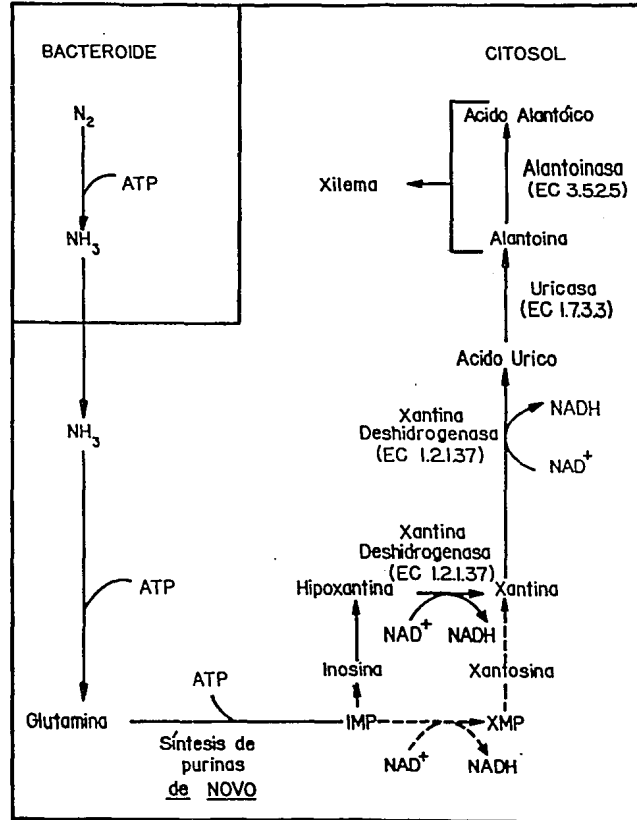 BACTEROIDE
N2
ATP
NH3
NH3
ATP
Glutamina
ATP
Síntesis de
purinas
de NOVO
CITOSOL
Acido Alantóico
Alantoinasa
(EC 3.5.2.5)
Xilema
Alantoina
Uricasa
(EC 1.7.3.3)
Acido Urico
Xantina
Deshidrogenasa
(EC 1.2.1.37)
NADH
NAD+
Xantina
Deshidrogenasa
(EC 1.2.1.37)
Hipoxantina
Xantina
NAD+
NADH
Inosina
Xantosina
IMP
XMP
NAD+
NADH